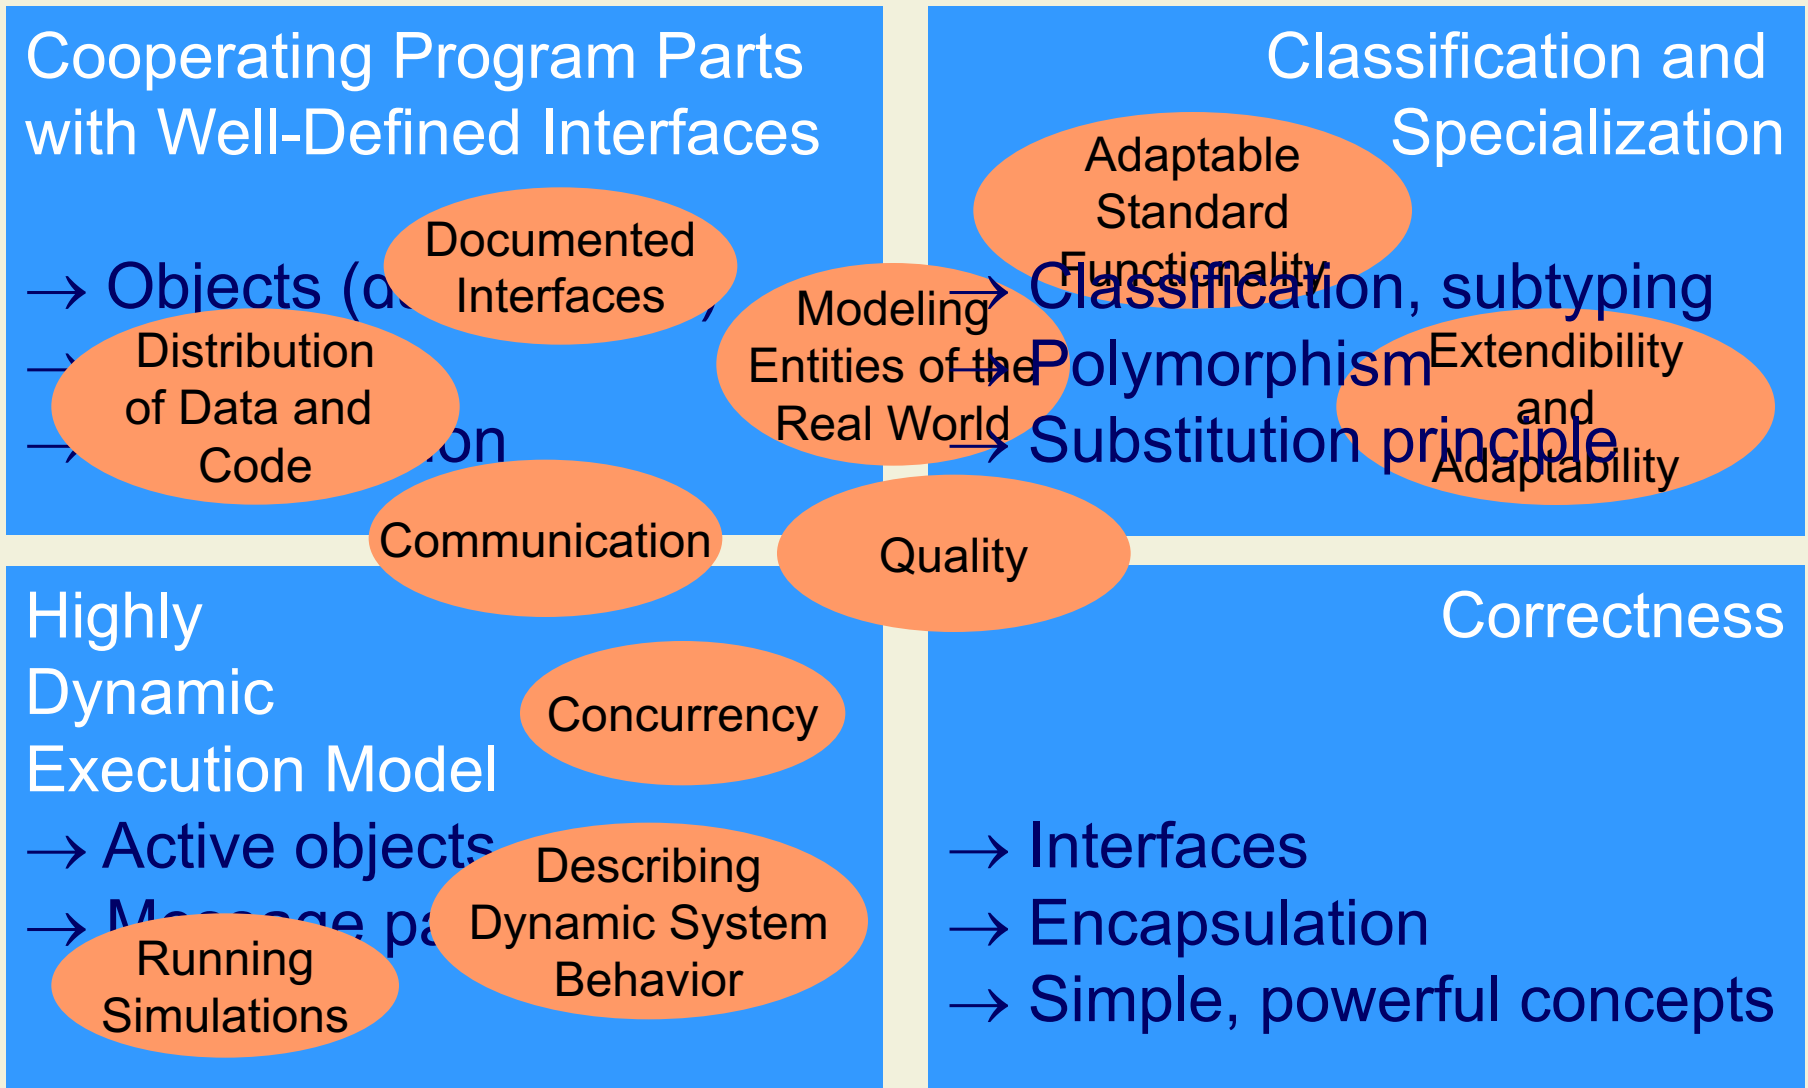 Cooperating Program Parts
with Well-Defined Interfaces
Documented
Interfaces
→ Objects (
→
→
Distribution
of Data and
Code
Communication
Modeling
Entities of the
Real World
Quality
Classification and
Specialization
Adaptable
Standard
Functionality
→ Classification, subtyping
→ Polymorphism
→ Substitution principle
Extendibility
and
Adaptability
Highly
Dynamic
Execution Model
Concurrency
→ Active objects
→ Message
Describing
Dynamic System
Behavior
Running
Simulations
Correctness
→ Interfaces
→ Encapsulation
→ Simple, powerful concepts